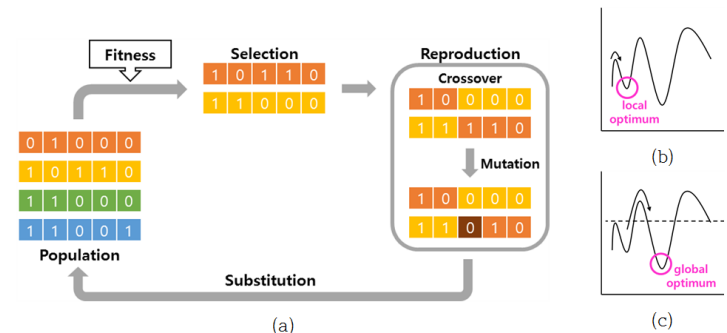 Fitness
Selection
1 0 1 1 0
1 1 0 0 0
Reproduction
Crossover
1 0 0 0 0
1 1 1 1 0
Mutation
1 0 0 0 0
1 1 0 1 0
0 1 0 0 0
1 0 1 1 0
1 1 0 0 0
1 1 0 0 1
Population
Substitution
(a)
local
optimum
(b)
global
optimum
(c)